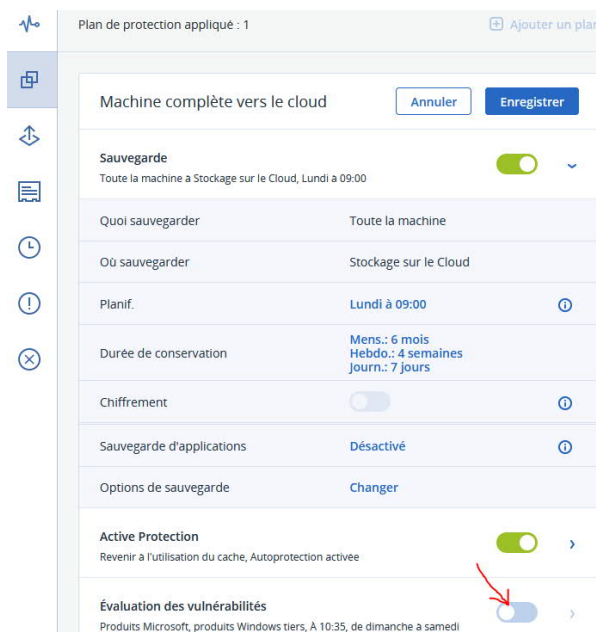 Plan de protection appliqué : 1
Ajouter un plan
Machine complète vers le cloud
Annuler
Enregistrer
Sauvegarde
Toute la machine à Stockage sur le Cloud, Lundi à 09:00
Quoi sauvegarder
Toute la machine
Où sauvegarder
Stockage sur le Cloud
Planif.
Lundi à 09:00
Durée de conservation
Mens.: 6 mois
Hebdo.: 4 semaines
Journ.: 7 jours
Chiffrement
Sauvegarde d'applications
Désactivé
Options de sauvegarde
Changer
Active Protection
Revenir à l'utilisation du cache, Autoprotection activée
Évaluation des vulnérabilités
Produits Microsoft, produits Windows tiers, À 10:35, de dimanche à samedi